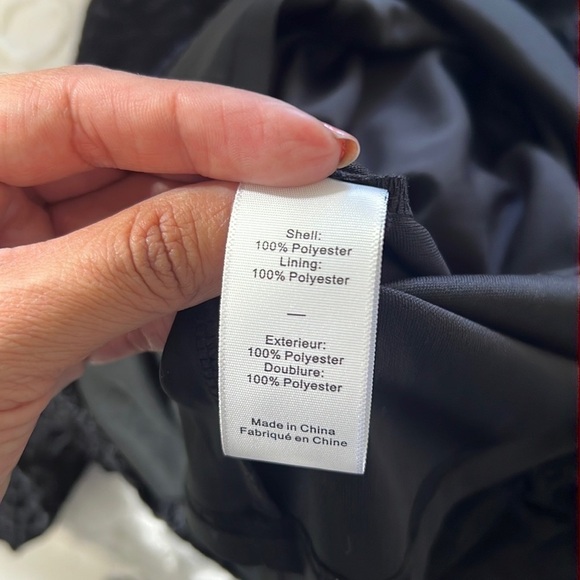 Shell:
100% Polyester
Lining:
100% Polyester
—
Exterieur:
100% Polyester
Doublure:
100% Polyester
Made in China
Fabriqué en Chine